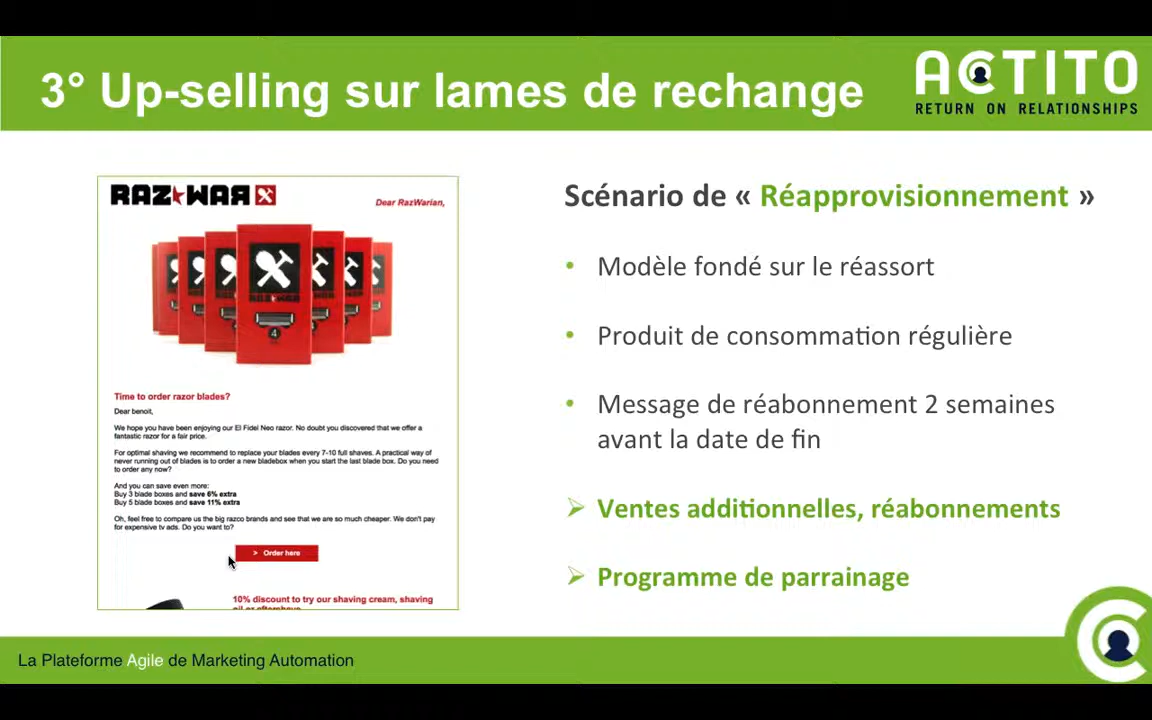 3° Up-selling sur lames de rechange
ACTITO
RETURN ON RELATIONSHIPS
RAZ★WAR
Dear RazWarian,
RAZ★WAR
4
Time to order razor blades?
Dear benoit,
We hope you have been enjoying our El Fidel Neo razor. No doubt you discovered that we offer a
fantastic razor for a fair price.
For optimal shaving we recommend to replace your blades every 7-10 full shaves. A practical way of
never running out of blades is to order a new bladebox when you start the last blade box. Do you need
to order any now?
And you can save even more:
Buy 3 blade boxes and save 6% extra
Buy 5 blade boxes and save 11% extra
Oh, feel free to compare us the big razco brands and see that we are so much cheaper. We don't pay
for expensive tv ads. Do you want to?
> Order here
10% discount to try our shaving cream, shaving
oil or aftershave
Scénario de « Réapprovisionnement »
• Modèle fondé sur le réassort
• Produit de consommation régulière
• Message de réabonnement 2 semaines
avant la date de fin
➢ Ventes additionnelles, réabonnements
➢ Programme de parrainage
La Plateforme Agile de Marketing Automation